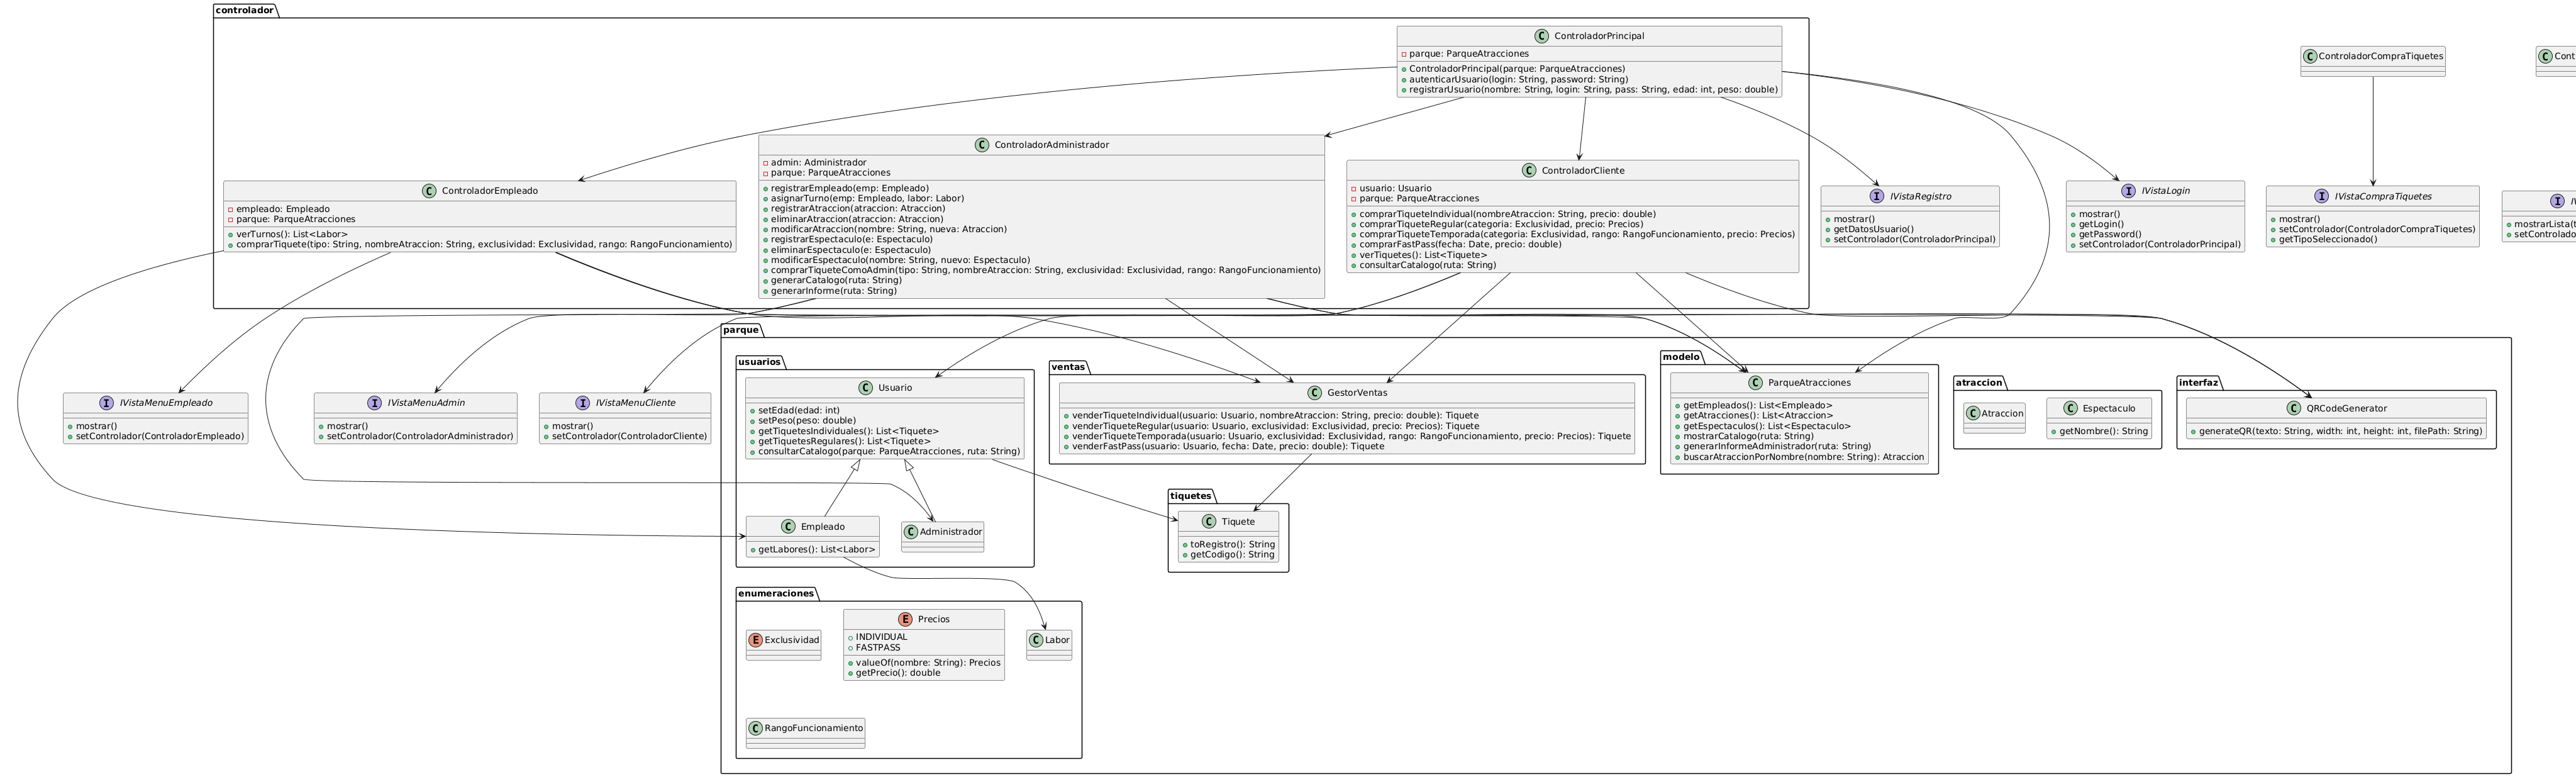 controlador
ControladorPrincipal
parque: ParqueAtracciones
ControladorPrincipal(parque: ParqueAtracciones)
autenticarUsuario(login: String, password: String)
registrarUsuario(nombre: String, login: String, pass: String, edad: int, peso: double)
ControladorCompraTiquetes
Cont
ControladorAdministrador
admin: Administrador
parque: ParqueAtracciones
registrarEmpleado(emp: Empleado)
asignarTurno(emp: Empleado, labor: Labor)
registrarAtraccion(atraccion: Atraccion)
eliminarAtraccion(atraccion: Atraccion)
modificarAtraccion(nombre: String, nueva: Atraccion)
registrarEspectaculo(e: Espectaculo)
eliminarEspectaculo(e: Espectaculo)
modificarEspectaculo(nombre: String, nuevo: Espectaculo)
comprarTiqueteComoAdmin(tipo: String, nombreAtraccion: String, exclusividad: Exclusividad, rango: RangoFuncionamiento)
generarCatalogo(ruta: String)
generarInforme(ruta: String)
ControladorCliente
usuario: Usuario
parque: ParqueAtracciones
comprarTiqueteIndividual(nombreAtraccion: String, precio: double)
comprarTiqueteRegular(categoria: Exclusividad, precio: Precios)
comprarTiqueteTemporada(categoria: Exclusividad, rango: RangoFuncionamiento, precio: Precios)
comprarFastPass(fecha: Date, precio: double)
verTiquetes(): List<Tiquete>
consultarCatalogo(ruta: String)
ControladorEmpleado
empleado: Empleado
parque: ParqueAtracciones
verTurnos(): List<Labor>
comprarTiquete(tipo: String, nombreAtraccion: String, exclusividad: Exclusividad, rango: RangoFuncionamiento)
IVistaRegistro
mostrar()
getDatosUsuario()
setControlador(ControladorPrincipal)
IVistaLogin
mostrar()
getLogin()
getPassword()
setControlador(ControladorPrincipal)
IVistaCompraTiquetes
mostrar()
setControlador(ControladorCompraTiquetes)
getTipoSeleccionado()
mostrarLista(t
setControlado
parque
IVistaMenuEmpleado
mostrar()
setControlador(ControladorEmpleado)
IVistaMenuAdmin
mostrar()
setControlador(ControladorAdministrador)
IVistaMenuCliente
mostrar()
setControlador(ControladorCliente)
usuarios
Usuario
setEdad(edad: int)
setPeso(peso: double)
getTiquetesIndividuales(): List<Tiquete>
getTiquetesRegulares(): List<Tiquete>
consultarCatalogo(parque: ParqueAtracciones, ruta: String)
ventas
GestorVentas
venderTiqueteIndividual(usuario: Usuario, nombreAtraccion: String, precio: double): Tiquete
venderTiqueteRegular(usuario: Usuario, exclusividad: Exclusividad, precio: Precios): Tiquete
venderTiqueteTemporada(usuario: Usuario, exclusividad: Exclusividad, rango: RangoFuncionamiento, precio: Precios): Tiquete
venderFastPass(usuario: Usuario, fecha: Date, precio: double): Tiquete
modelo
ParqueAtracciones
getEmpleados(): List<Empleado>
getAtracciones(): List<Atraccion>
getEspectaculos(): List<Espectaculo>
mostrarCatalogo(ruta: String)
generarInformeAdministrador(ruta: String)
buscarAtraccionPorNombre(nombre: String): Atraccion
atraccion
Atraccion
Espectaculo
getNombre(): String
interfaz
QRCodeGenerator
generateQR(texto: String, width: int, height: int, filePath: String)
Empleado
getLabores(): List<Labor>
Administrador
tiquetes
Tiquete
toRegistro(): String
getCodigo(): String
enumeraciones
Exclusividad
Precios
INDIVIDUAL
FASTPASS
valueOf(nombre: String): Precios
getPrecio(): double
Labor
RangoFuncionamiento